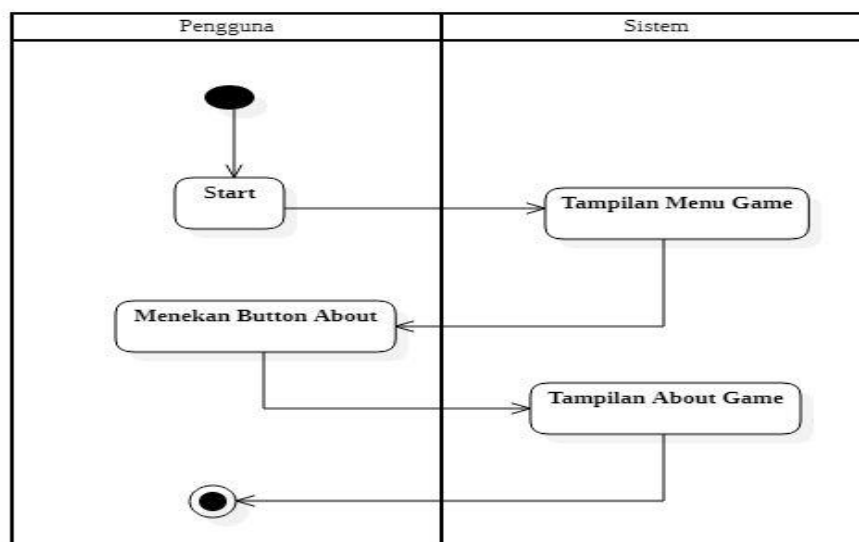 Pengguna
Sistem
Start
Tampilan Menu Game
Menekan Button About
Tampilan About Game